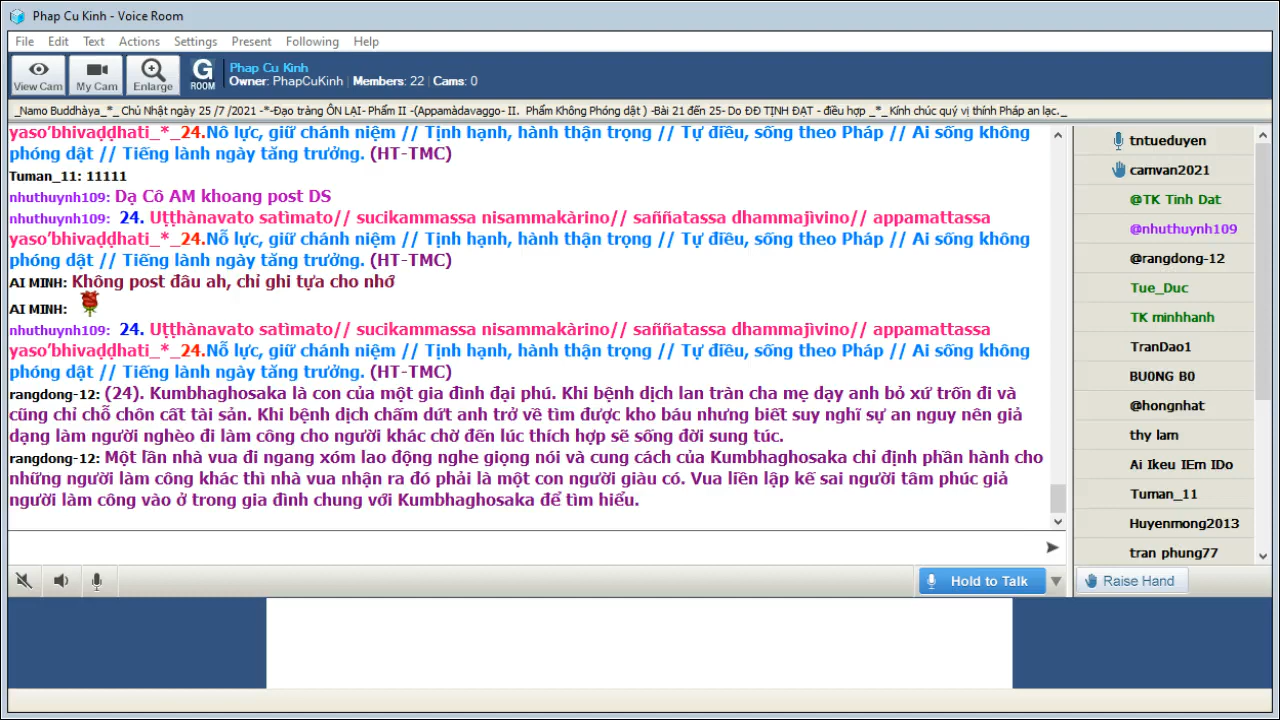 Phap Cu Kinh - Voice Room
File Edit Text Actions Settings Present Following Help
View Cam My Cam Enlarge G ROOM
Phap Cu Kinh
Owner: PhapCuKinh | Members: 22 | Cams: 0
_Namo Buddhàya_*_ Chủ Nhật ngày 25 /7 /2021 -*-Đạo tràng ÔN LẠI- Phẩm II -(Appamàdavaggo- II. Phẩm Không Phóng dật ) -Bài 21 đến 25- Do ĐĐ TỊNH ĐẠT - điều hợp _*_ Kính chúc quý vị thính Pháp an lạc._
yaso’bhivaḍḍhati_*_24.Nỗ lực, giữ chánh niệm // Tịnh hạnh, hành thận trọng // Tự điều, sống theo Pháp // Ai sống không
phóng dật // Tiếng lành ngày tăng trưởng. (HT-TMC)
Tuman_11: 11111
nhuthuynh109: Dạ Cô AM khoang post DS
nhuthuynh109: 24. Uṭṭhànavato satìmato// sucikammassa nisammakàrino// saññatassa dhammajìvino// appamattassa
yaso’bhivaḍḍhati_*_24.Nỗ lực, giữ chánh niệm // Tịnh hạnh, hành thận trọng // Tự điều, sống theo Pháp // Ai sống không
phóng dật // Tiếng lành ngày tăng trưởng. (HT-TMC)
AI MINH: Không post đâu ah, chỉ ghi tựa cho nhớ
AI MINH:
nhuthuynh109: 24. Uṭṭhànavato satìmato// sucikammassa nisammakàrino// saññatassa dhammajìvino// appamattassa
yaso’bhivaḍḍhati_*_24.Nỗ lực, giữ chánh niệm // Tịnh hạnh, hành thận trọng // Tự điều, sống theo Pháp // Ai sống không
phóng dật // Tiếng lành ngày tăng trưởng. (HT-TMC)
rangdong-12: (24). Kumbhaghosaka là con của một gia đình đại phú. Khi bệnh dịch lan tràn cha mẹ dạy anh bỏ xứ trốn đi và
cũng chỉ chỗ chôn cất tài sản. Khi bệnh dịch chấm dứt anh trở về tìm được kho báu nhưng biết suy nghĩ sự an nguy nên giả
dạng làm người nghèo đi làm công cho người khác chờ đến lúc thích hợp sẽ sống đời sung túc.
rangdong-12: Một lần nhà vua đi ngang xóm lao động nghe giọng nói và cung cách của Kumbhaghosaka chỉ định phần hành cho
những người làm công khác thì nhà vua nhận ra đó phải là một con người giàu có. Vua liền lập kế sai người tâm phúc giả
người làm công vào ở trong gia đình chung với Kumbhaghosaka để tìm hiểu.
Hold to Talk
tntueduyen
camvan2021
@TK Tinh Dat
@nhuthuynh109
@rangdong-12
Tue_Duc
TK minhhanh
TranDao1
BU0NG B0
@hongnhat
thy lam
Ai Ikeu IEm IDo
Tuman_11
Huyenmong2013
tran phung77
Raise Hand